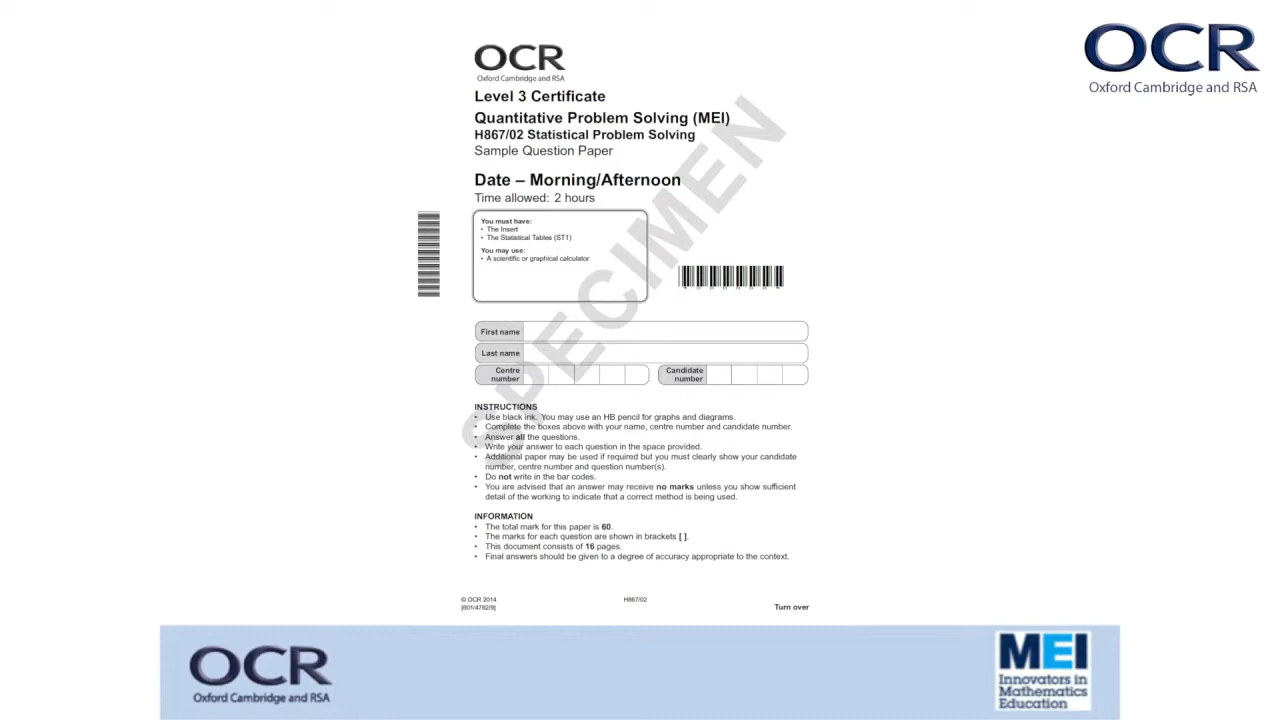 OCR
Oxford Cambridge and RSA
OCR
Oxford Cambridge and RSA
Level 3 Certificate
Quantitative Problem Solving (MEI)
H867/02 Statistical Problem Solving
Sample Question Paper
Date – Morning/Afternoon
Time allowed: 2 hours
You must have:
• The Insert
• The Statistical Tables (ST1)
You may use:
• A scientific or graphical calculator
SPECIMEN
First name
Last name
Centre
number
Candidate
number
INSTRUCTIONS
• Use black ink. You may use an HB pencil for graphs and diagrams.
• Complete the boxes above with your name, centre number and candidate number.
• Answer all the questions.
• Write your answer to each question in the space provided.
• Additional paper may be used if required but you must clearly show your candidate
number, centre number and question number(s).
• Do not write in the bar codes.
• You are advised that an answer may receive no marks unless you show sufficient
detail of the working to indicate that a correct method is being used.
INFORMATION
• The total mark for this paper is 60.
• The marks for each question are shown in brackets [ ].
• This document consists of 16 pages.
• Final answers should be given to a degree of accuracy appropriate to the context.
© OCR 2014
[601/4782/9]
H867/02
Turn over
OCR
Oxford Cambridge and RSA
MEI
Innovators in
Mathematics
Education